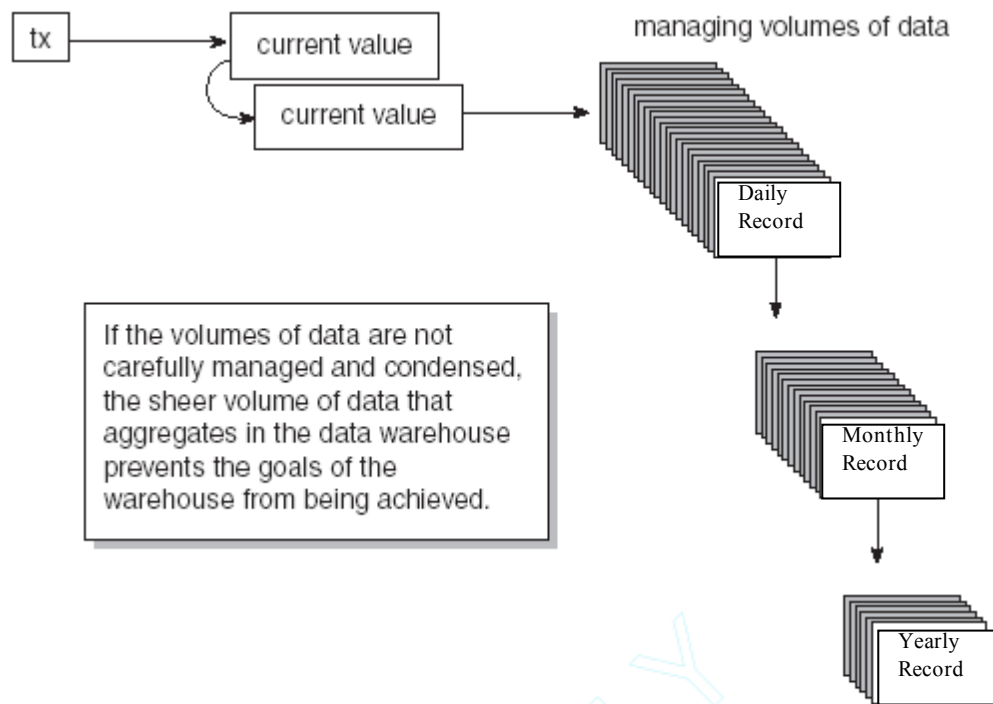 tx
current value
current value
managing volumes of data
Daily
Record
If the volumes of data are not
carefully managed and condensed,
the sheer volume of data that
aggregates in the data warehouse
prevents the goals of the
warehouse from being achieved.
Monthly
Record
Yearly
Record